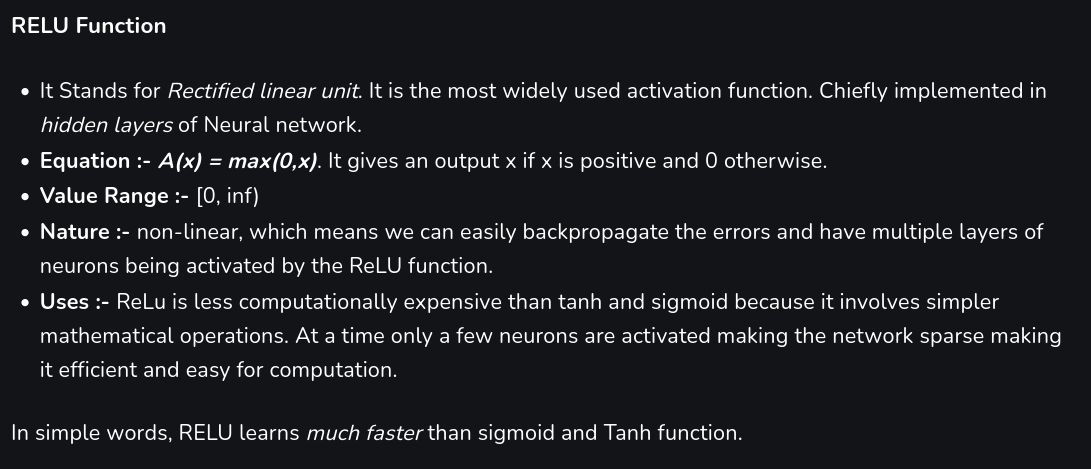 RELU Function
• It Stands for Rectified linear unit. It is the most widely used activation function. Chiefly implemented in
hidden layers of Neural network.
• Equation :- A(x) = max(0,x). It gives an output x if x is positive and 0 otherwise.
• Value Range :- [0, inf)
• Nature :- non-linear, which means we can easily backpropagate the errors and have multiple layers of
neurons being activated by the ReLU function.
• Uses :- ReLu is less computationally expensive than tanh and sigmoid because it involves simpler
mathematical operations. At a time only a few neurons are activated making the network sparse making
it efficient and easy for computation.
In simple words, RELU learns much faster than sigmoid and Tanh function.